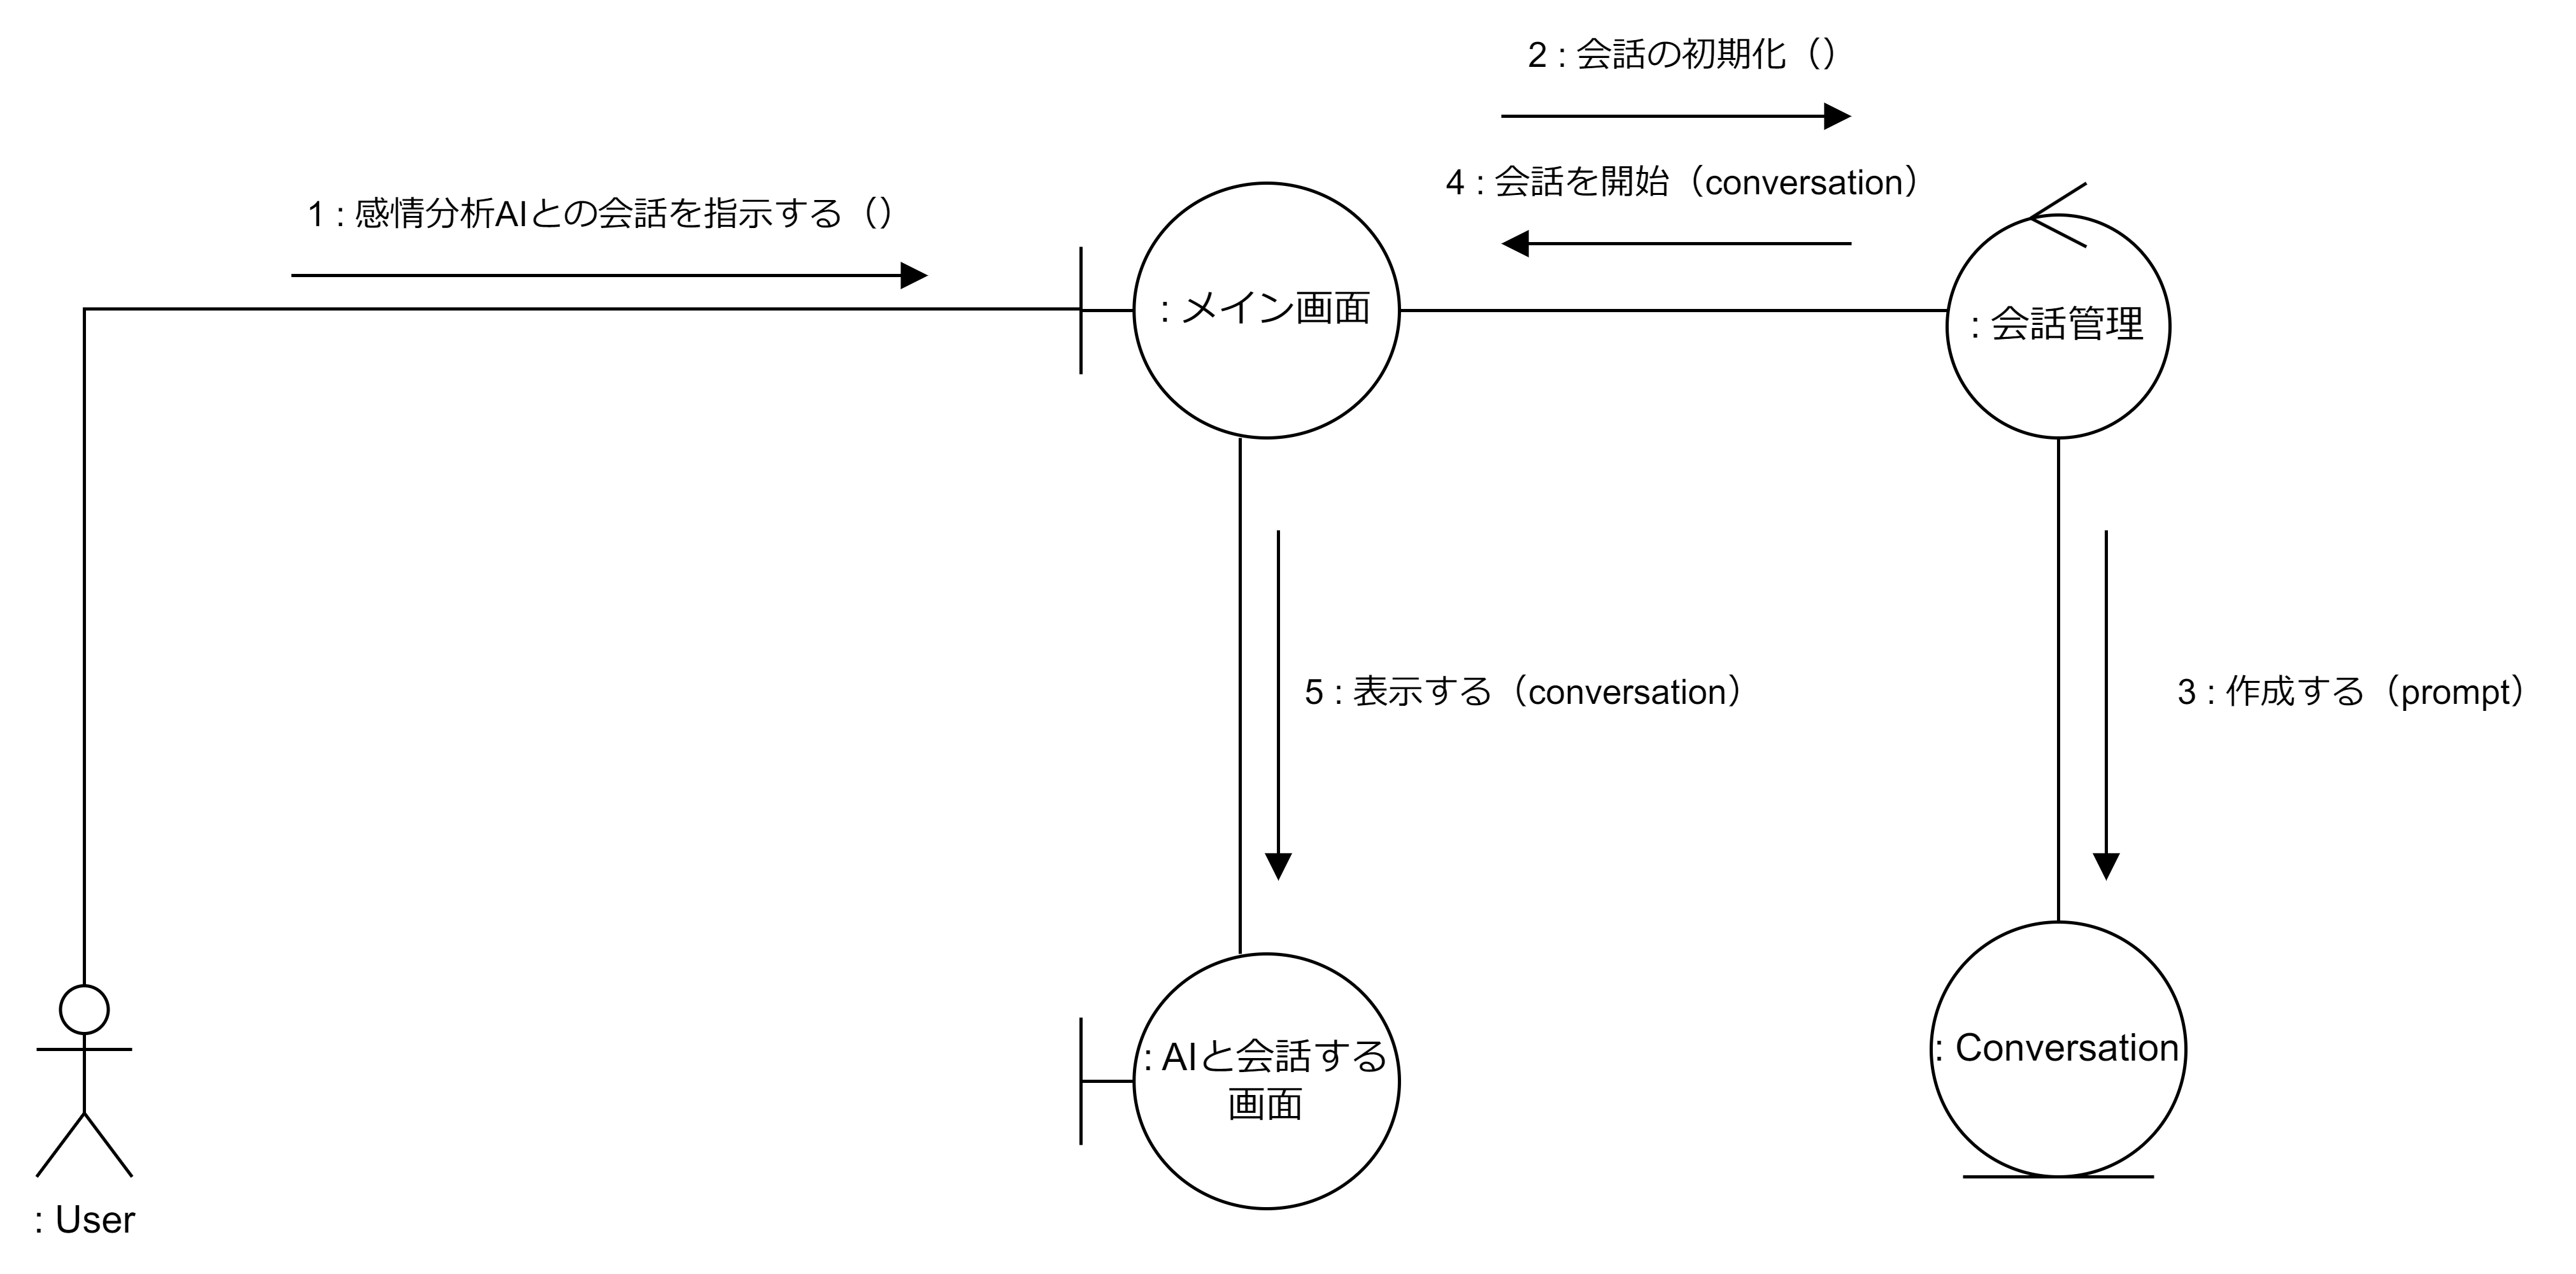 2 : 会話の初期化（）
4 : 会話を開始（conversation）
1 : 感情分析AIとの会話を指示する（）
: メイン画面
: 会話管理
5 : 表示する（conversation）
3 : 作成する（prompt）
: AIと会話する
画面
: Conversation
: User